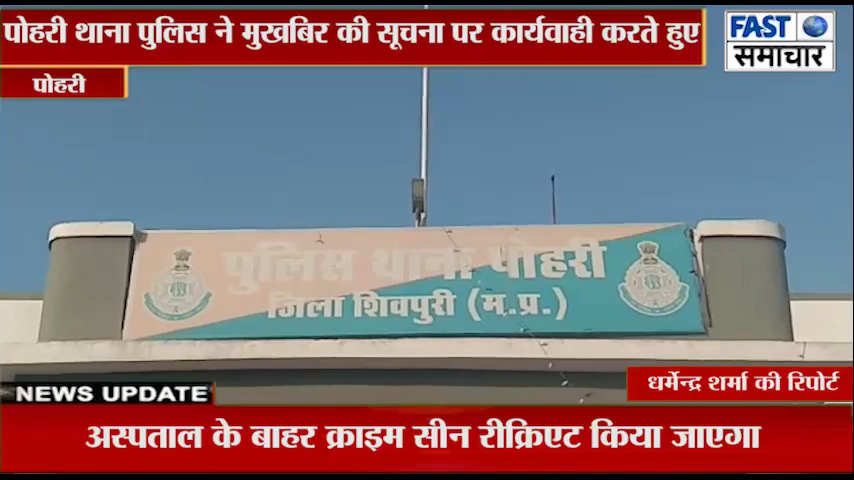 पोहरी थाना पुलिस ने मुखबिर की सूचना पर कार्यवाही करते हुए
FAST
समाचार
पोहरी
पुलिस थाना पोहरी
जिला शिवपुरी (म.प्र.)
धर्मेन्द्र शर्मा की रिपोर्ट
NEWS UPDATE
अस्पताल के बाहर क्राइम सीन रीक्रिएट किया जाएगा